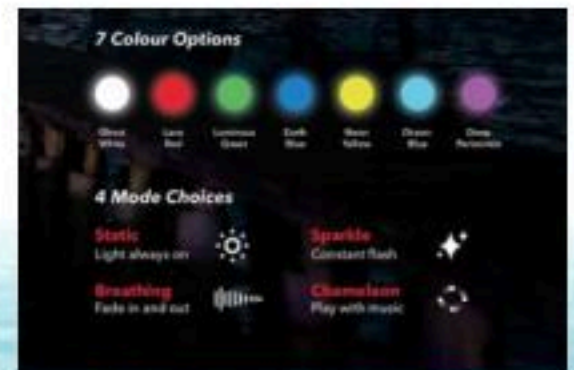 7 Colour Options
Ghost White
Lava Red
Luminous Green
Earth Blue
Neon Yellow
Ocean Blue
Deep Periwinkle
4 Mode Choices
Static
Light always on
Sparkle
Constant flash
Breathing
Fade in and out
Chameleon
Play with music